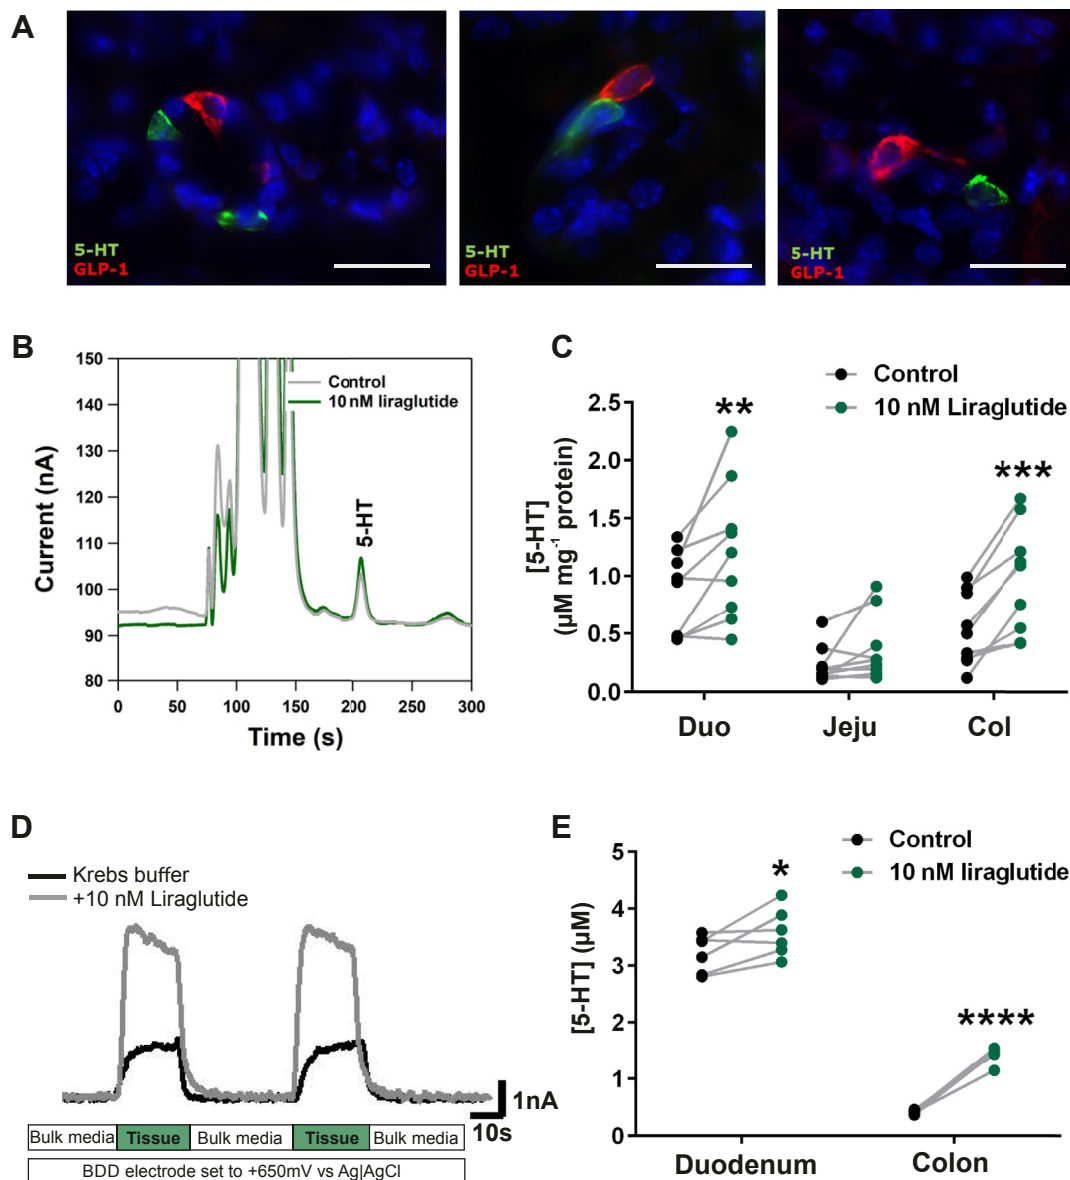 A
5-HT
GLP-1
5-HT
GLP-1
5-HT
GLP-1
B
150
140
130
120
110
100
90
80
0
50
100
150
200
250
300
Current (nA)
Time (s)
Control
10 nM liraglutide
5-HT
C
Control
10 nM Liraglutide
2.5
2.0
1.5
1.0
0.5
0.0
[5-HT]
(µM mg⁻¹ protein)
**
***
Duo
Jeju
Col
D
Krebs buffer
+10 nM Liraglutide
1nA
10s
Bulk media
Tissue
Bulk media
Tissue
Bulk media
BDD electrode set to +650mV vs Ag|AgCl
E
Control
10 nM liraglutide
5
4
3
2
1
0
[5-HT] (µM)
*
****
Duodenum
Colon